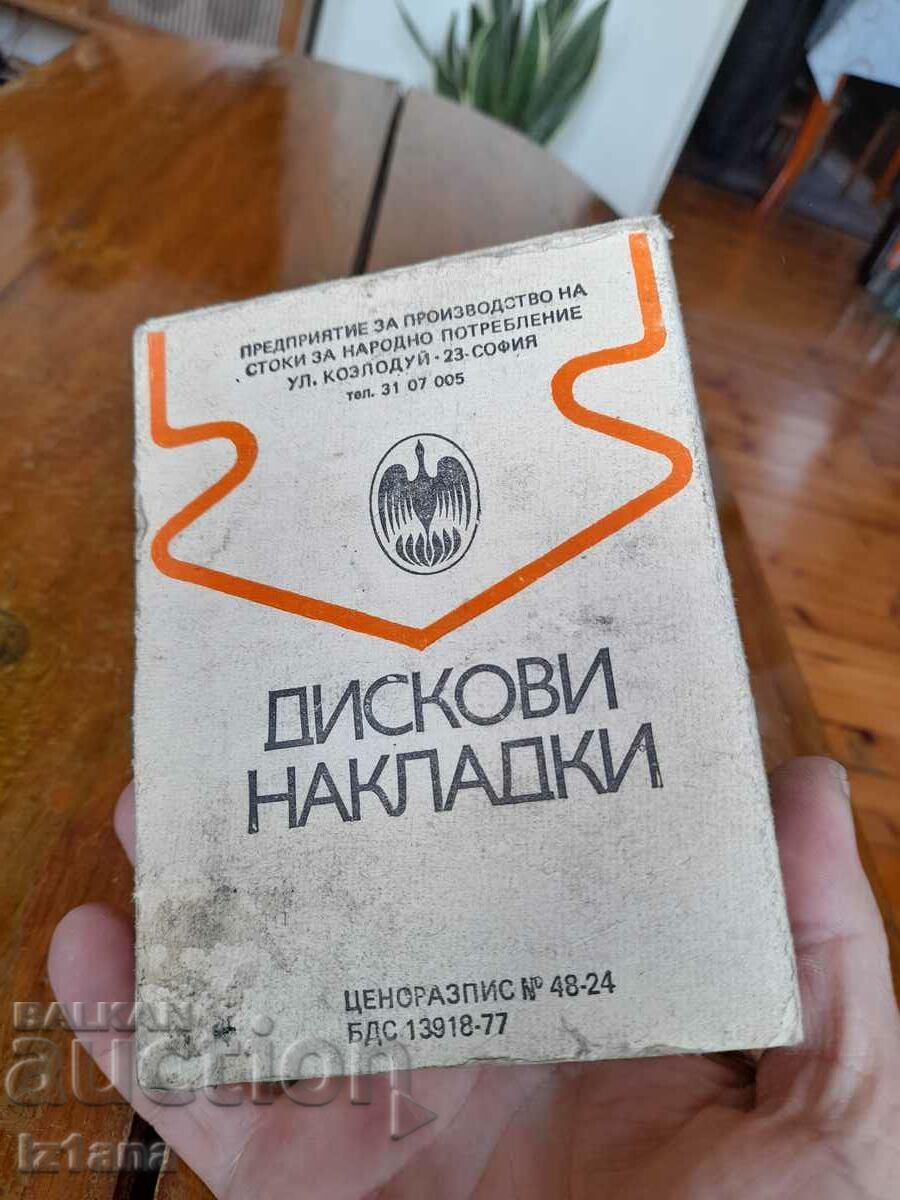 ПРЕДПРИЯТИЕ ЗА ПРОИЗВОДСТВО НА
СТОКИ ЗА НАРОДНО ПОТРЕБЛЕНИЕ
УЛ. КОЗЛОДУЙ · 23-СОФИЯ
тел. 31 07 005
ДИСКОВИ
НАКЛАДКИ
ЦЕНОРАЗПИС № 48-24
БДС 13918-77
BALKAN
auction
iz1ana